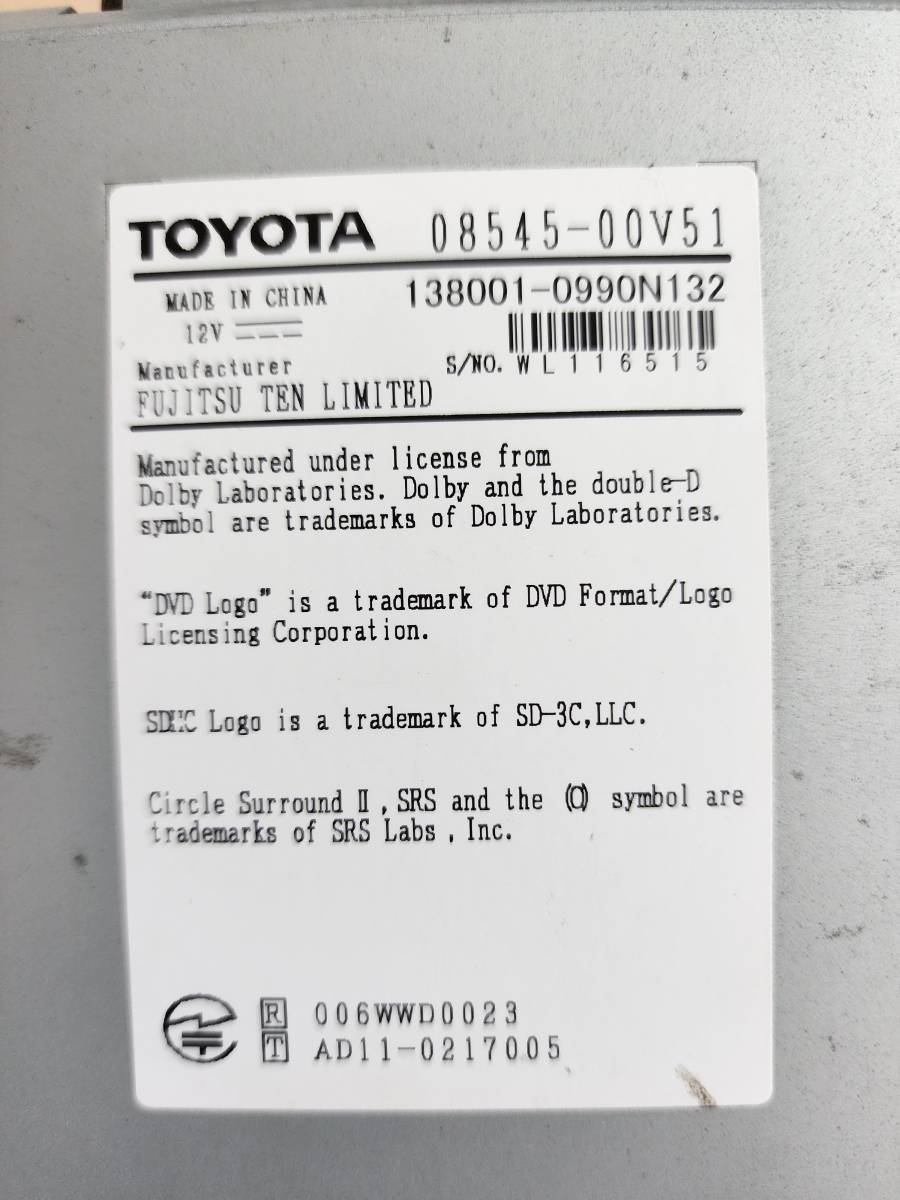 TOYOTA 08545-00V51
MADE IN CHINA 138001-0990N132
12V
S/NO. WL116515
Manufacturer
FUJITSU TEN LIMITED
Manufactured under license from
Dolby Laboratories. Dolby and the double-D
symbol are trademarks of Dolby Laboratories.
“DVD Logo” is a trademark of DVD Format/Logo
Licensing Corporation.
SDHC Logo is a trademark of SD-3C,LLC.
Circle Surround Ⅱ, SRS and the (O) symbol are
trademarks of SRS Labs , Inc.
R 006WWD0023
T AD11-0217005